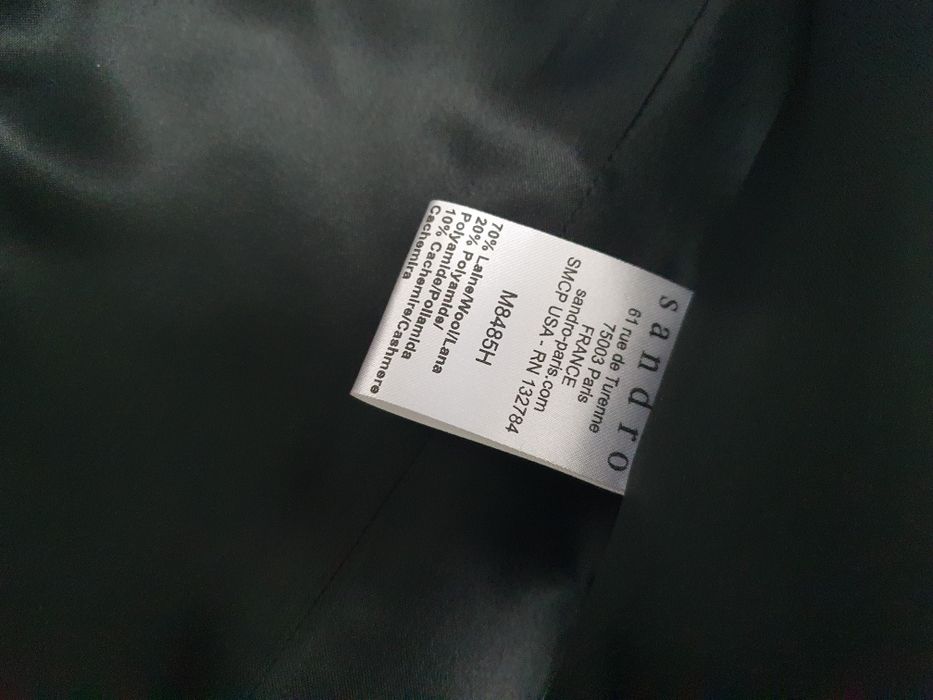 sandro
61 rue de Turenne
75003 Paris
FRANCE
sandro-paris.com
SMCP USA - RN 132784
M8485H
70% Laine/Wool/Lana
20% Polyamide/
Polyamide/Poliamida
10% Cachemire/Cashmere
Cachemira